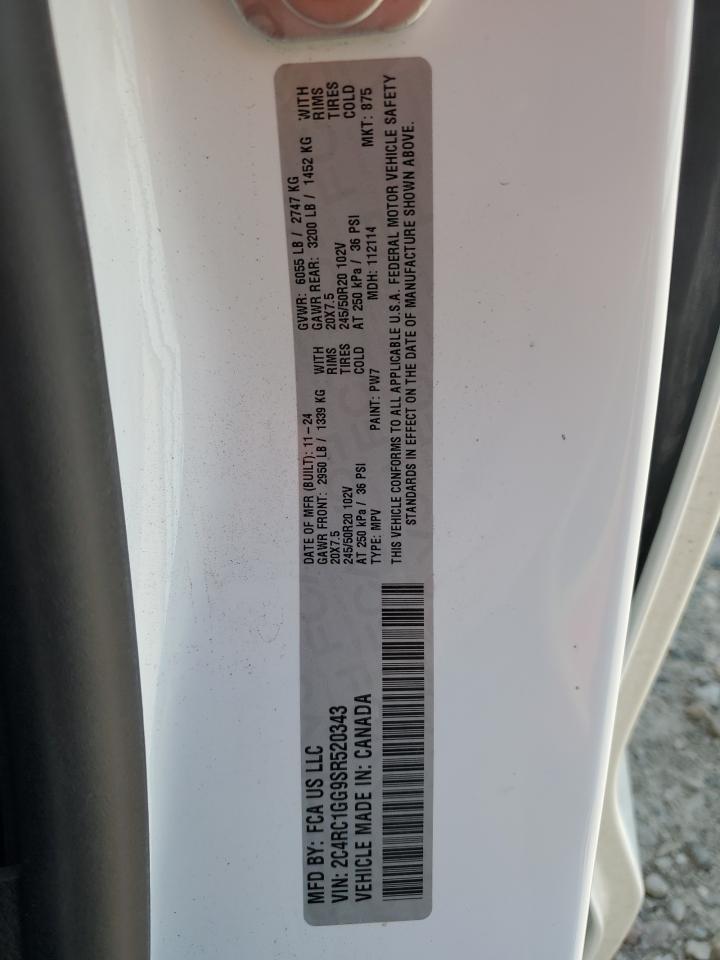 MFD BY: FCA US LLC
VIN: 2C4RC1GG9SR520343
VEHICLE MADE IN: CANADA
DATE OF MFR (BUILT): 11-24
GAWR FRONT: 2950 LB / 1339 KG WITH
20X7.5 RIMS
245/50R20 102V TIRES
AT 250 kPa / 36 PSI COLD
GVWR: 6055 LB / 2747 KG
GAWR REAR: 3200 LB / 1452 KG WITH
20X7.5 RIMS
245/50R20 102V TIRES
AT 250 kPa / 36 PSI COLD
TYPE: MPV PAINT: PW7 MDH: 112114 MKT: 875
THIS VEHICLE CONFORMS TO ALL APPLICABLE U.S.A. FEDERAL MOTOR VEHICLE SAFETY
STANDARDS IN EFFECT ON THE DATE OF MANUFACTURE SHOWN ABOVE.